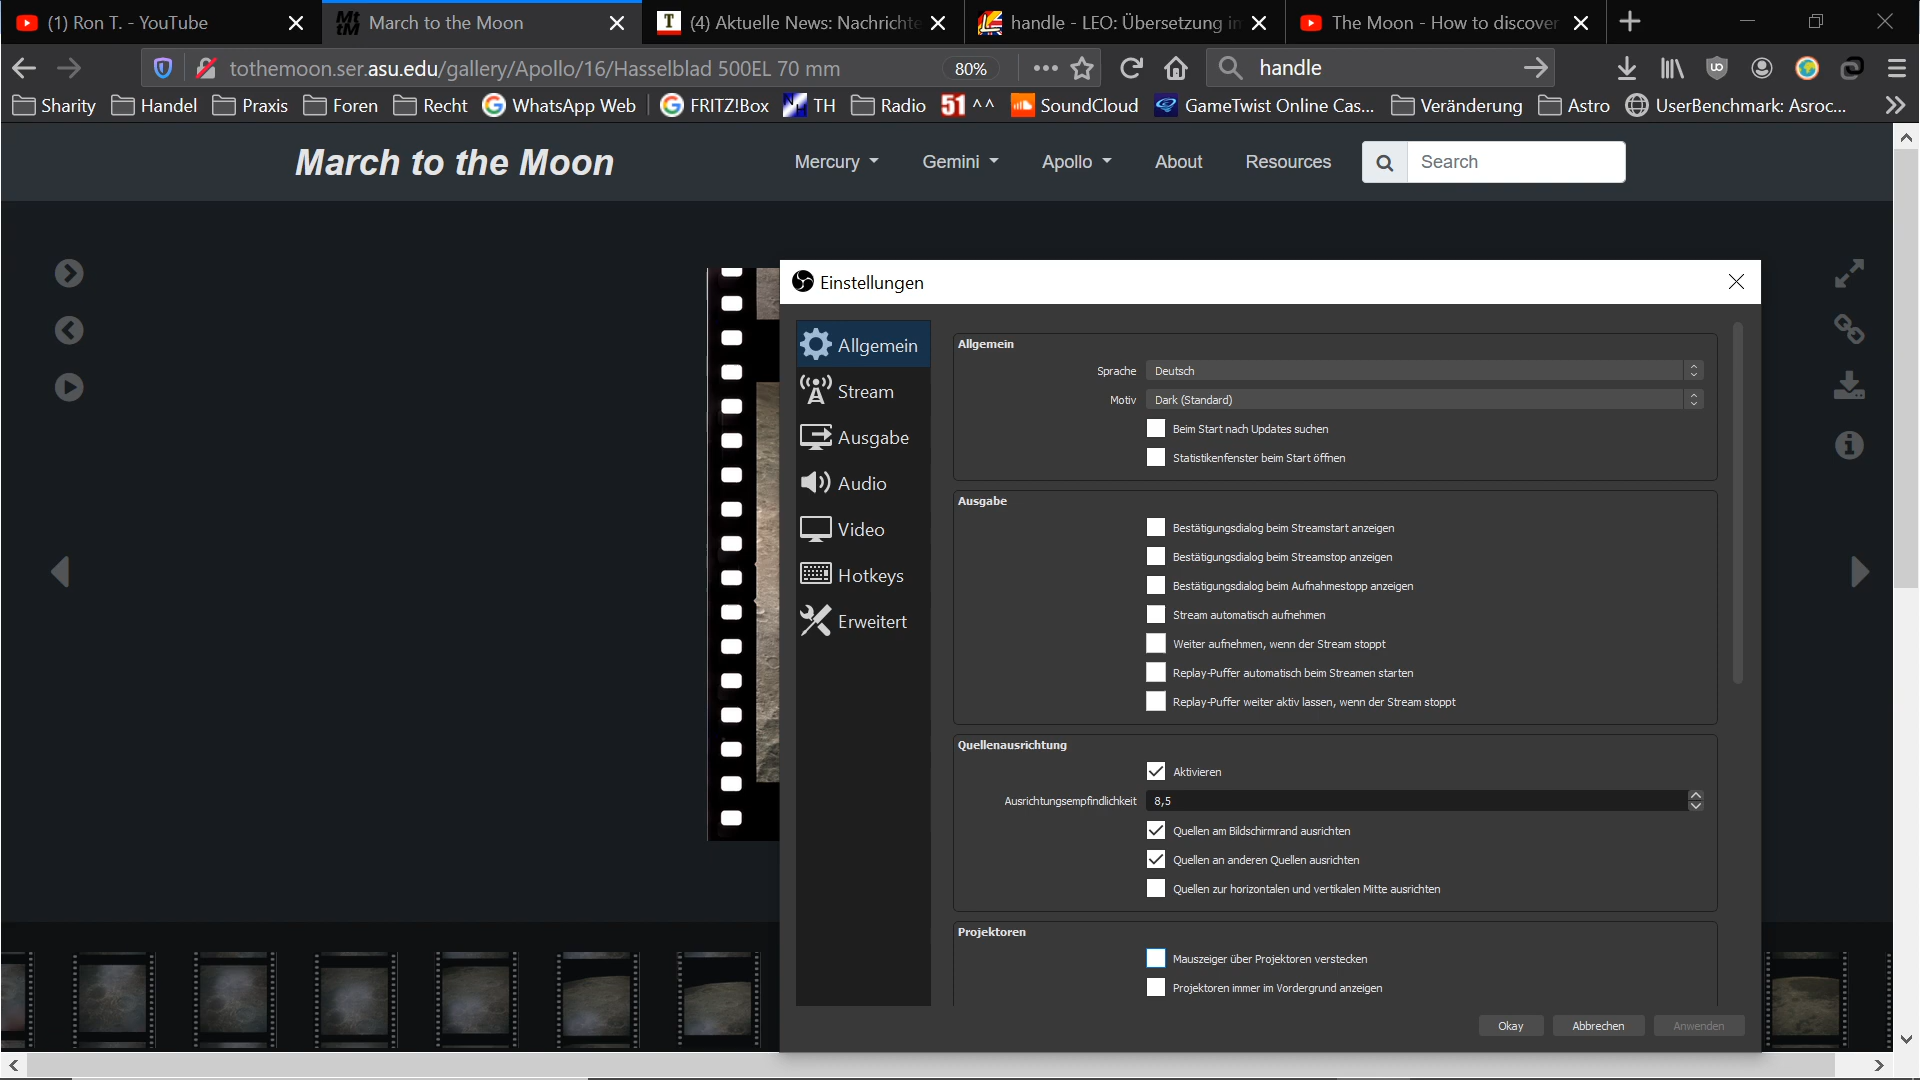 (1) Ron T. - YouTube
March to the Moon
(4) Aktuelle News: Nachrichte
handle - LEO: Übersetzung in
The Moon - How to discover
tothemoon.ser.asu.edu/gallery/Apollo/16/Hasselblad 500EL 70 mm
80%
handle
Sharity
Handel
Praxis
Foren
Recht
WhatsApp Web
FRITZ!Box
TH
Radio
51 ^^
SoundCloud
GameTwist Online Cas...
Veränderung
Astro
UserBenchmark: Asroc...
March to the Moon
Mercury
Gemini
Apollo
About
Resources
Search
Einstellungen
Allgemein
Stream
Ausgabe
Audio
Video
Hotkeys
Erweitert
Allgemein
Sprache Deutsch
Motiv Dark (Standard)
Beim Start nach Updates suchen
Statistikenfenster beim Start öffnen
Ausgabe
Bestätigungsdialog beim Streamstart anzeigen
Bestätigungsdialog beim Streamstop anzeigen
Bestätigungsdialog beim Aufnahmestopp anzeigen
Stream automatisch aufnehmen
Weiter aufnehmen, wenn der Stream stoppt
Replay-Puffer automatisch beim Streamen starten
Replay-Puffer weiter aktiv lassen, wenn der Stream stoppt
Quellenausrichtung
Aktivieren
Ausrichtungsempfindlichkeit 8,5
Quellen am Bildschirmrand ausrichten
Quellen an anderen Quellen ausrichten
Quellen zur horizontalen und vertikalen Mitte ausrichten
Projektoren
Mauszeiger über Projektoren verstecken
Projektoren immer im Vordergrund anzeigen
Okay
Abbrechen
Anwenden